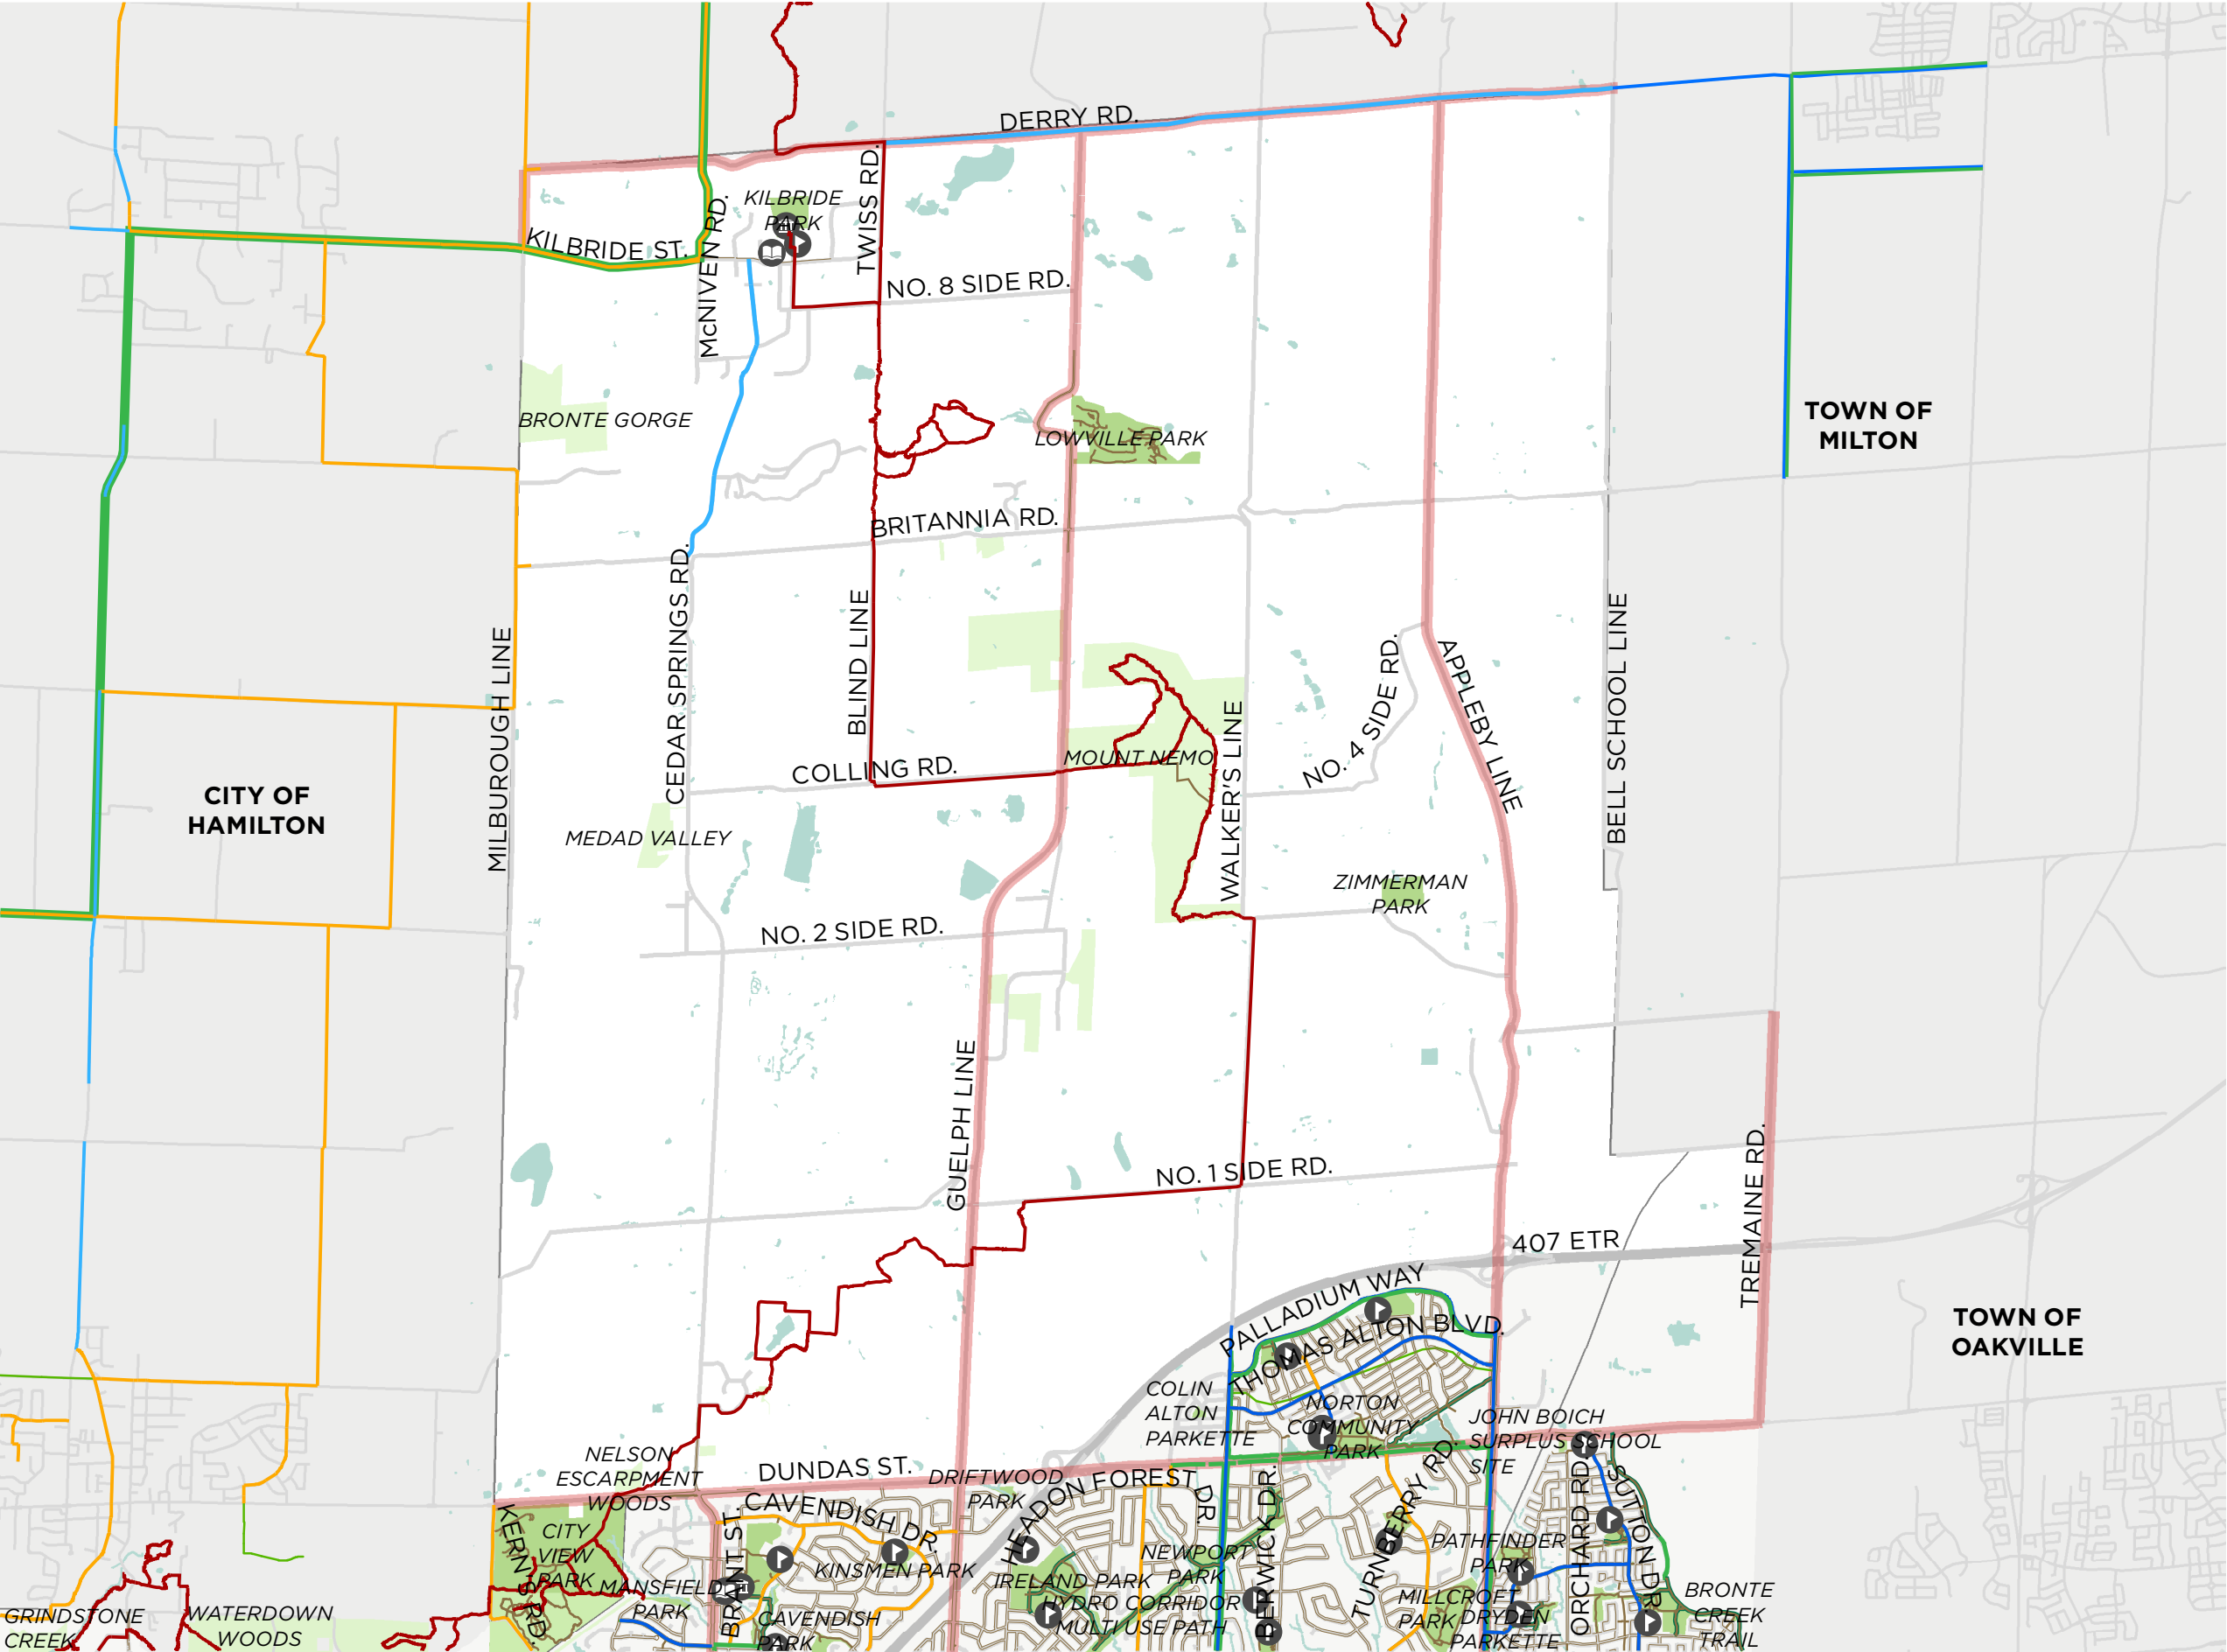 DERRY RD.
KILBRIDE
PARK
TWISS RD.
McNIVEN RD.
KILBRIDE ST.
NO. 8 SIDE RD.
BRONTE GORGE
LOWVILLE PARK
TOWN OF
MILTON
BRITANNIA RD.
CEDAR SPRINGS RD.
BLIND LINE
MILBUROUGH LINE
BELL SCHOOL LINE
APPLEBY LINE
NO. 4 SIDE RD.
WALKER'S LINE
MOUNT NEMO
COLLING RD.
CITY OF
HAMILTON
MEDAD VALLEY
ZIMMERMAN
PARK
NO. 2 SIDE RD.
GUELPH LINE
NO. 1 SIDE RD.
TREMAINE RD.
407 ETR
TOWN OF
OAKVILLE
PALLADIUM WAY
THOMAS ALTON BLVD.
COLIN
ALTON
PARKETTE
NORTON
COMMUNITY
PARK
JOHN BOICH
SURPLUS SCHOOL
SITE
NELSON
ESCARPMENT
WOODS
DUNDAS ST.
DRIFTWOOD
PARK
HEADON FOREST DR.
CAVENDISH DR.
KERNS RD.
CITY
VIEW
PARK
BRANT ST.
KINSMEN PARK
MANSFIELD
PARK
CAVENDISH
PARK
IRELAND PARK
NEWPORT
PARK
HYDRO CORRIDOR
MULTI USE PATH
BERWICK DR.
TURNBERRY RD.
PATHFINDER
PARK
MILLCROFT
PARK
DRYDEN
PARKETTE
ORCHARD RD.
SUTTON DR.
BRONTE
CREEK
TRAIL
GRINDSTONE
CREEK
WATERDOWN
WOODS